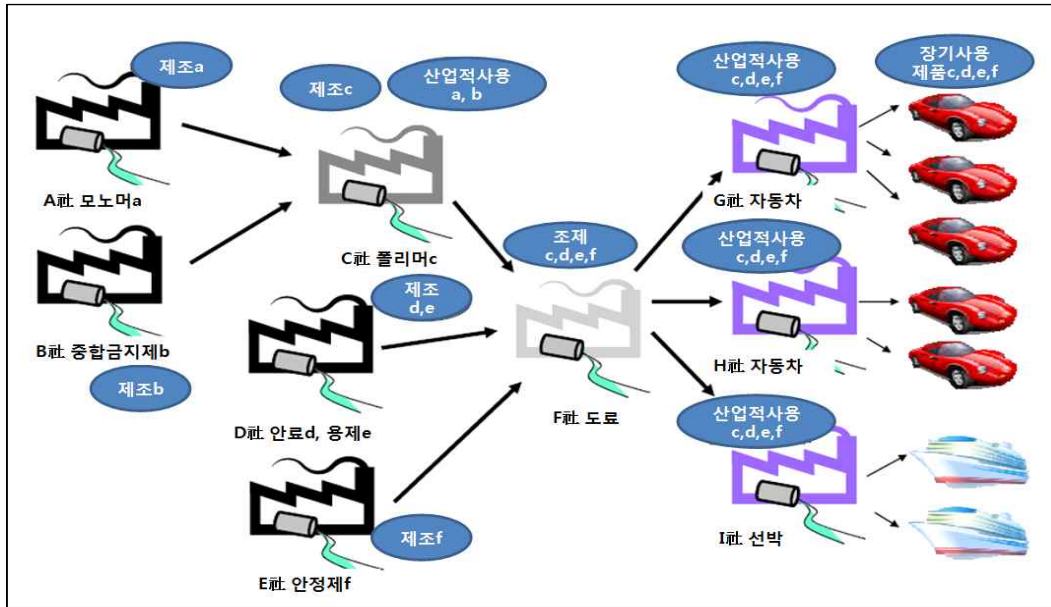 제조a
A社 모노머a
B社 중합금지제b
제조b
제조c
산업적사용
a, b
C社 폴리머c
제조
d,e
D社 안료d, 용제e
제조f
E社 안정제f
조제
c,d,e,f
F社 도료
산업적사용
c,d,e,f
G社 자동차
산업적사용
c,d,e,f
H社 자동차
산업적사용
c,d,e,f
I社 선박
장기사용
제품c,d,e,f